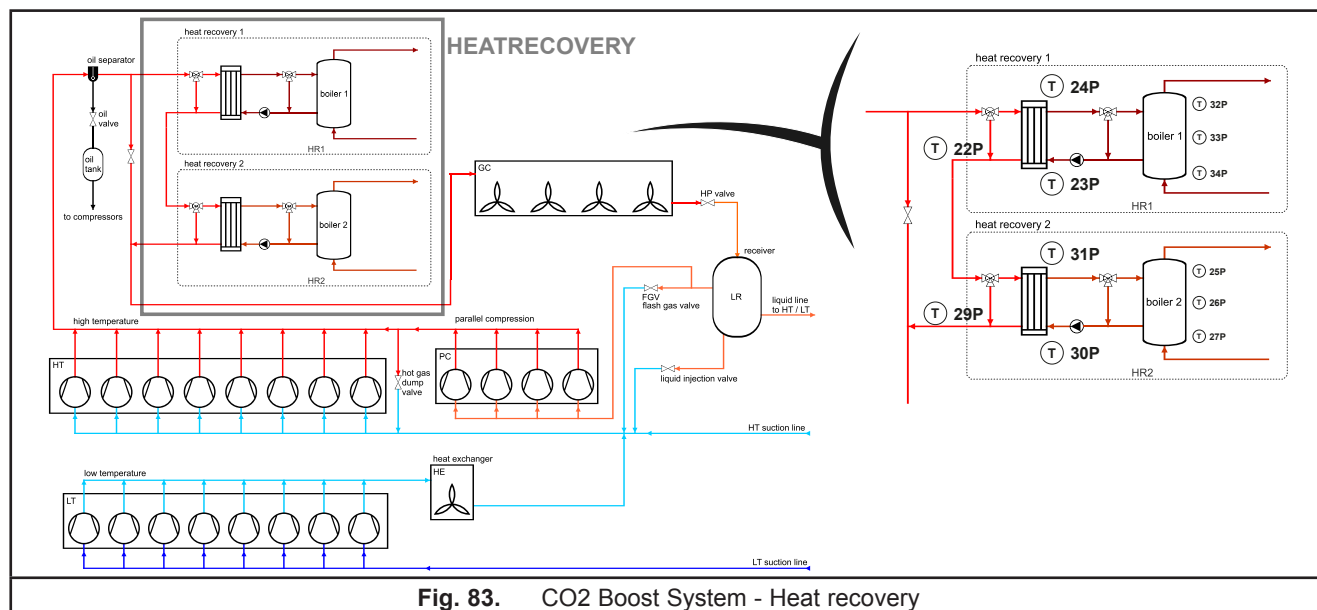 heat recovery 1
HEATRECOVERY
oil separator
boiler 1
oil
valve
oil
tank
to compressors
HR1
heat recovery 2
boiler 2
HR2
GC
HP valve
receiver
LR
FGV
flash gas valve
liquid line
to HT / LT
liquid injection valve
high temperature
parallel compression
HT
hot gas
dump
valve
PC
HT suction line
heat exchanger
HE
low temperature
LT
LT suction line
heat recovery 1
T 24P
T 22P
T 23P
boiler 1
T 32P
T 33P
T 34P
HR1
heat recovery 2
T 31P
T 29P
T 30P
boiler 2
T 25P
T 26P
T 27P
HR2
Fig. 83. CO2 Boost System - Heat recovery